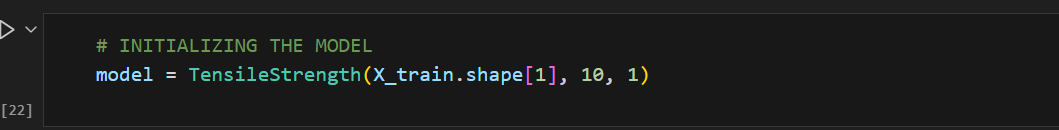 # INITIALIZING THE MODEL
model = TensileStrength(X_train.shape[1], 10, 1)
[22]